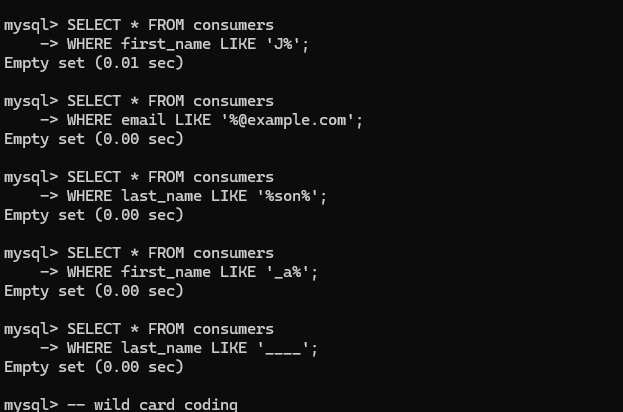 mysql> SELECT * FROM consumers
    -> WHERE first_name LIKE 'J%';
Empty set (0.01 sec)

mysql> SELECT * FROM consumers
    -> WHERE email LIKE '%@example.com';
Empty set (0.00 sec)

mysql> SELECT * FROM consumers
    -> WHERE last_name LIKE '%son%';
Empty set (0.00 sec)

mysql> SELECT * FROM consumers
    -> WHERE first_name LIKE '_a%';
Empty set (0.00 sec)

mysql> SELECT * FROM consumers
    -> WHERE last_name LIKE '____';
Empty set (0.00 sec)

mysql> -- wild card coding